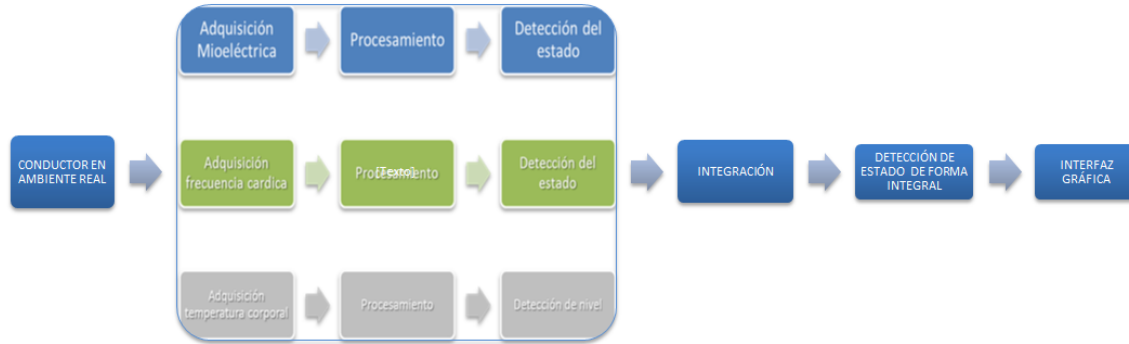 Adquisición
Mioeléctrica
Procesamiento
Detección del
estado
CONDUCTOR EN
AMBIENTE REAL
Adquisición
frecuencia cardica
Procesamiento
[Texto]
Detección del
estado
INTEGRACIÓN
DETECCIÓN DE
ESTADO DE FORMA
INTEGRAL
INTERFAZ
GRÁFICA
Adquisición
temperatura corporal
Procesamiento
Detección de nivel